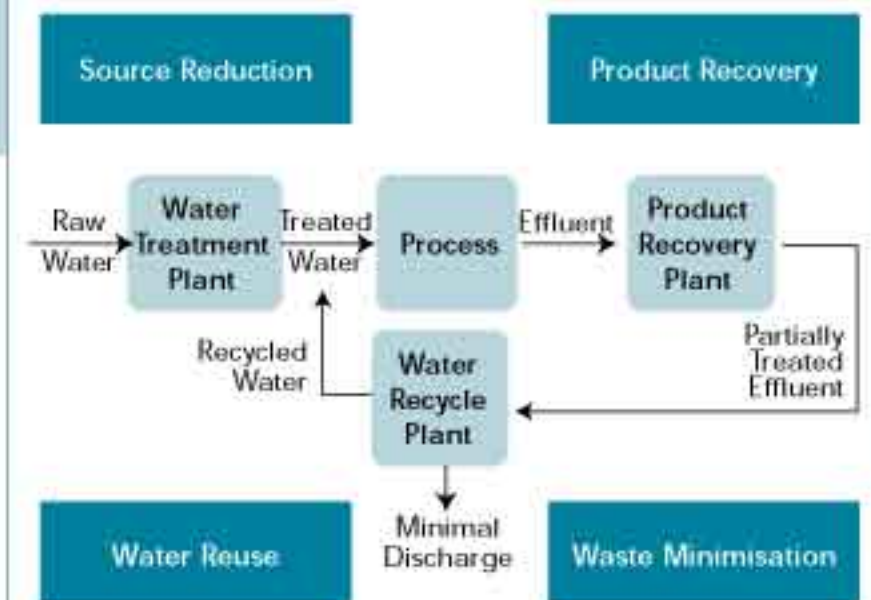 Source Reduction
Product Recovery
Raw
Water
Water
Treatment
Plant
Treated
Water
Process
Effluent
Product
Recovery
Plant
Partially
Treated
Effluent
Recycled
Water
Water
Recycle
Plant
Minimal
Discharge
Water Reuse
Waste Minimisation